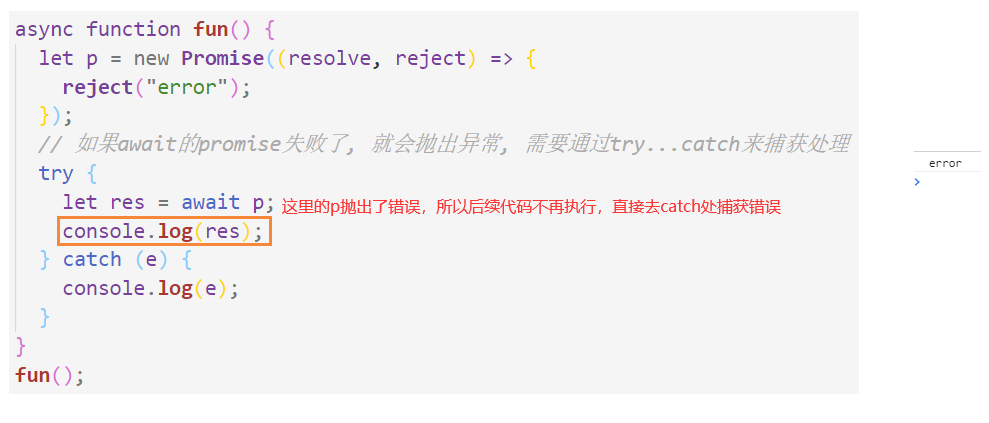 async function fun() {
let p = new Promise((resolve, reject) => {
reject("error");
});
// 如果await的promise失败了, 就会抛出异常, 需要通过try...catch来捕获处理
try {
let res = await p; 这里的p抛出了错误，所以后续代码不再执行，直接去catch处捕获错误
console.log(res);
} catch (e) {
console.log(e);
}
}
fun();
error
>